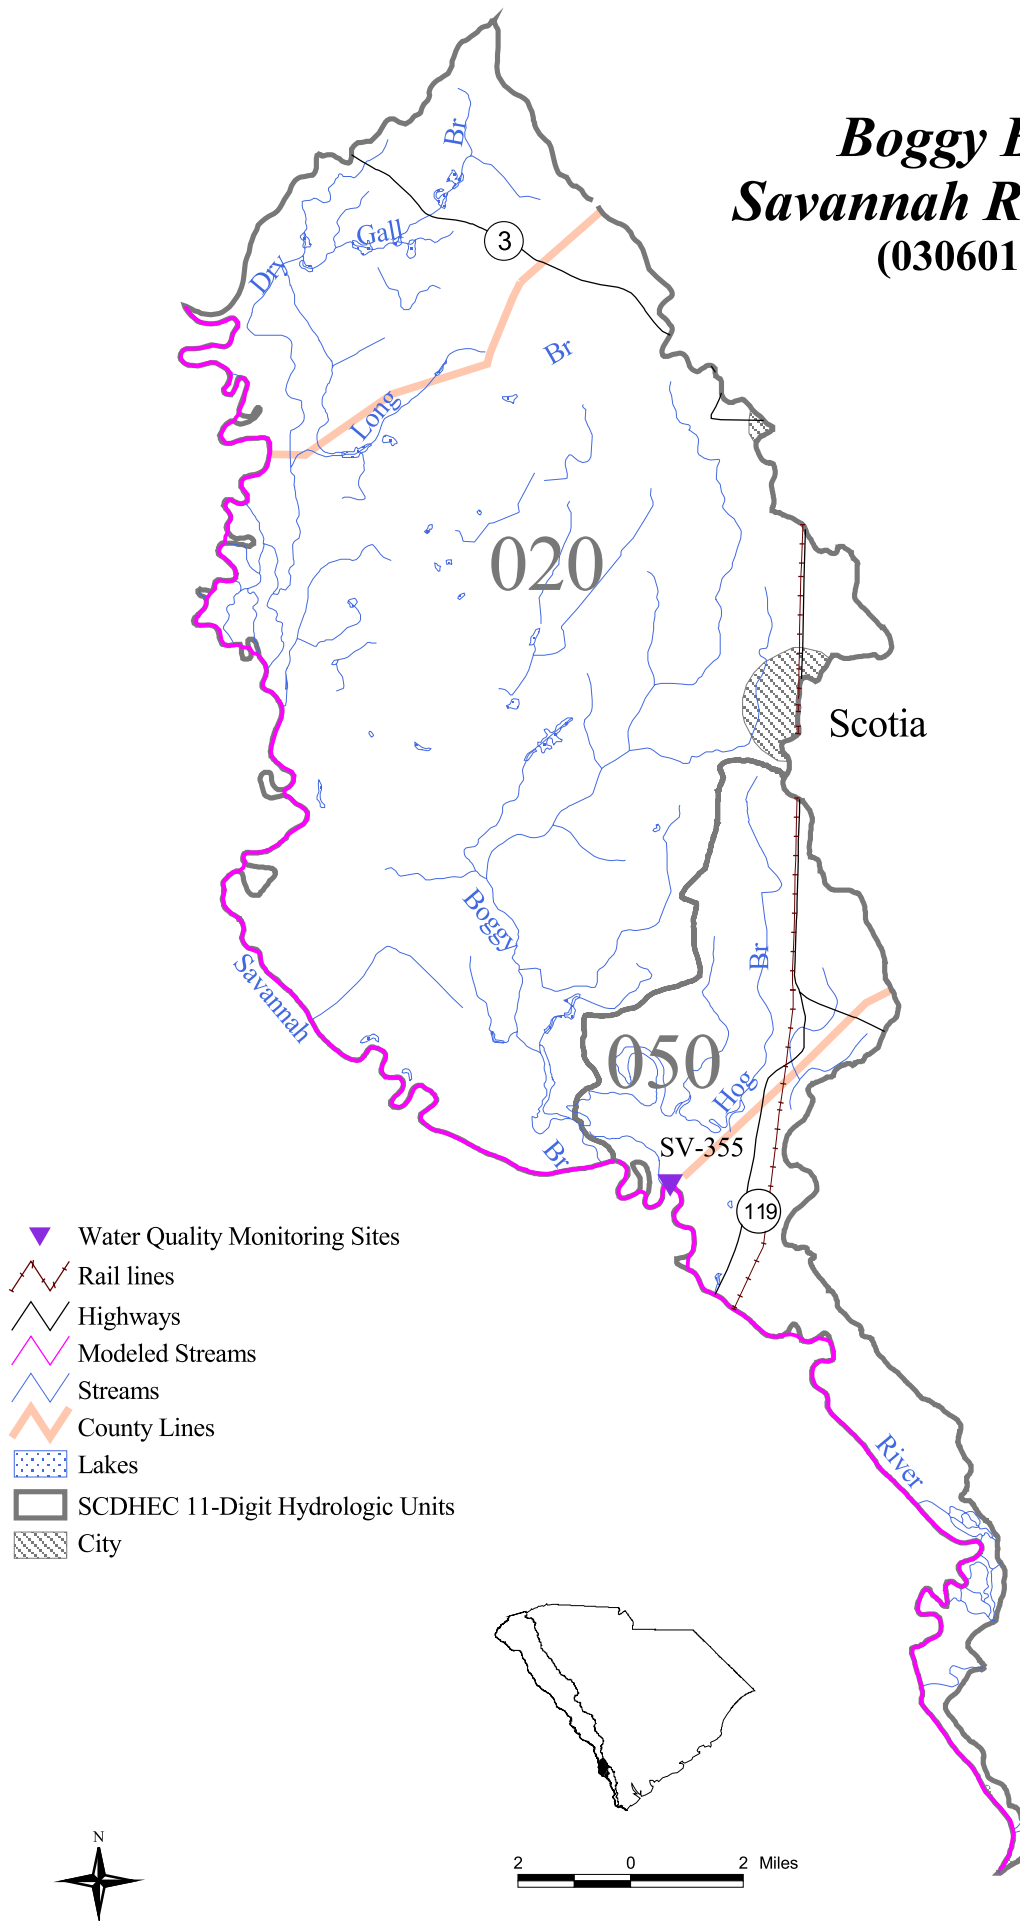 Boggy
Savannah
(030601
Br
Gall
3
Dry
Br
Long
020
Scotia
Boggy
Savannah
Br
050
Hog
SV-355
Br
119
River
Water Quality Monitoring Sites
Rail lines
Highways
Modeled Streams
Streams
County Lines
Lakes
SCDHEC 11-Digit Hydrologic Units
City
N
2 0 2 Miles